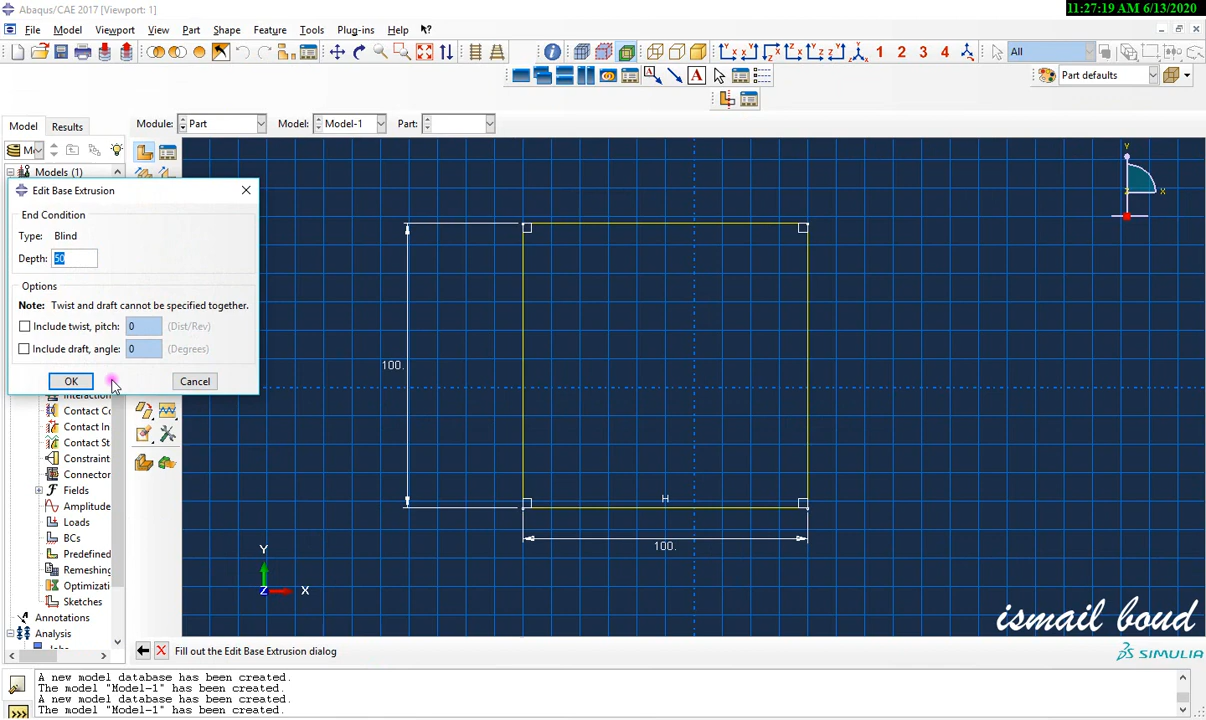 Abaqus/CAE 2017 [Viewport: 1]
11:27:19 AM 6/13/2020
File Model Viewport View Part Shape Feature Tools Plug-ins Help
1 2 3 4 All
A Part defaults
Model Results Module: Part Model: Model-1 Part:
Models (1)
Edit Base Extrusion
End Condition
Type: Blind
Depth: 50
Options
Note: Twist and draft cannot be specified together.
Include twist, pitch: 0 (Dist/Rev)
Include draft, angle: 0 (Degrees)
OK Cancel
Interaction
Contact Co
Contact In
Contact St
Constraint
Connector
Fields
Amplitude
Loads
BCs
Predefined
Remeshing
Optimizati
Sketches
Annotations
Analysis
100.
H
100.
Y
X
Y
Z X
ismail boud
SIMULIA
Fill out the Edit Base Extrusion dialog
A new model database has been created.
The model "Model-1" has been created.
A new model database has been created.
The model "Model-1" has been created.